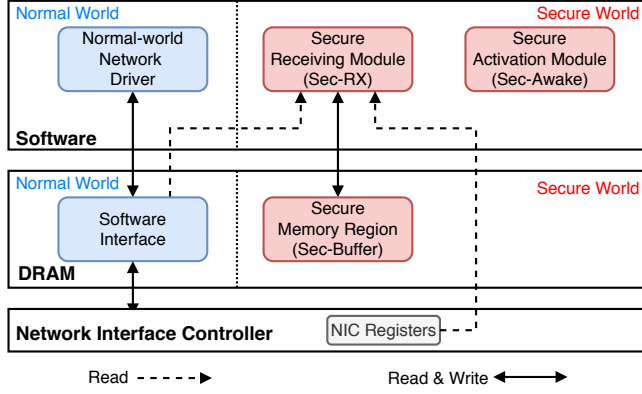 Normal World
Secure World
Normal-world
Network
Driver
Secure
Receiving Module
(Sec-RX)
Secure
Activation Module
(Sec-Awake)
Software
Normal World
Secure World
Software
Interface
Secure
Memory Region
(Sec-Buffer)
DRAM
Network Interface Controller
NIC Registers
Read
Read & Write